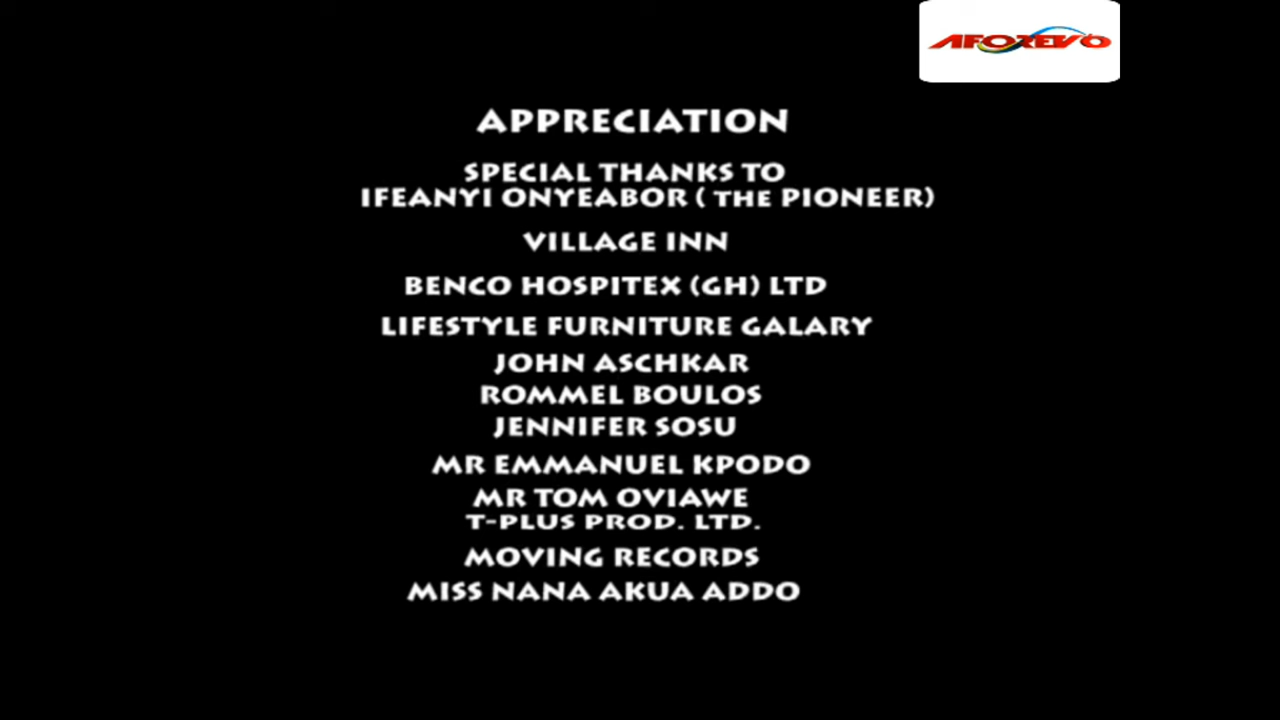 AFOREVO
APPRECIATION
SPECIAL THANKS TO
IFEANYI ONYEABOR ( THE PIONEER)
VILLAGE INN
BENCO HOSPITEX (GH) LTD
LIFESTYLE FURNITURE GALARY
JOHN ASCHKAR
ROMMEL BOULOS
JENNIFER SOSU
MR EMMANUEL KPODO
MR TOM OVIAWE
T-PLUS PROD. LTD.
MOVING RECORDS
MISS NANA AKUA ADDO